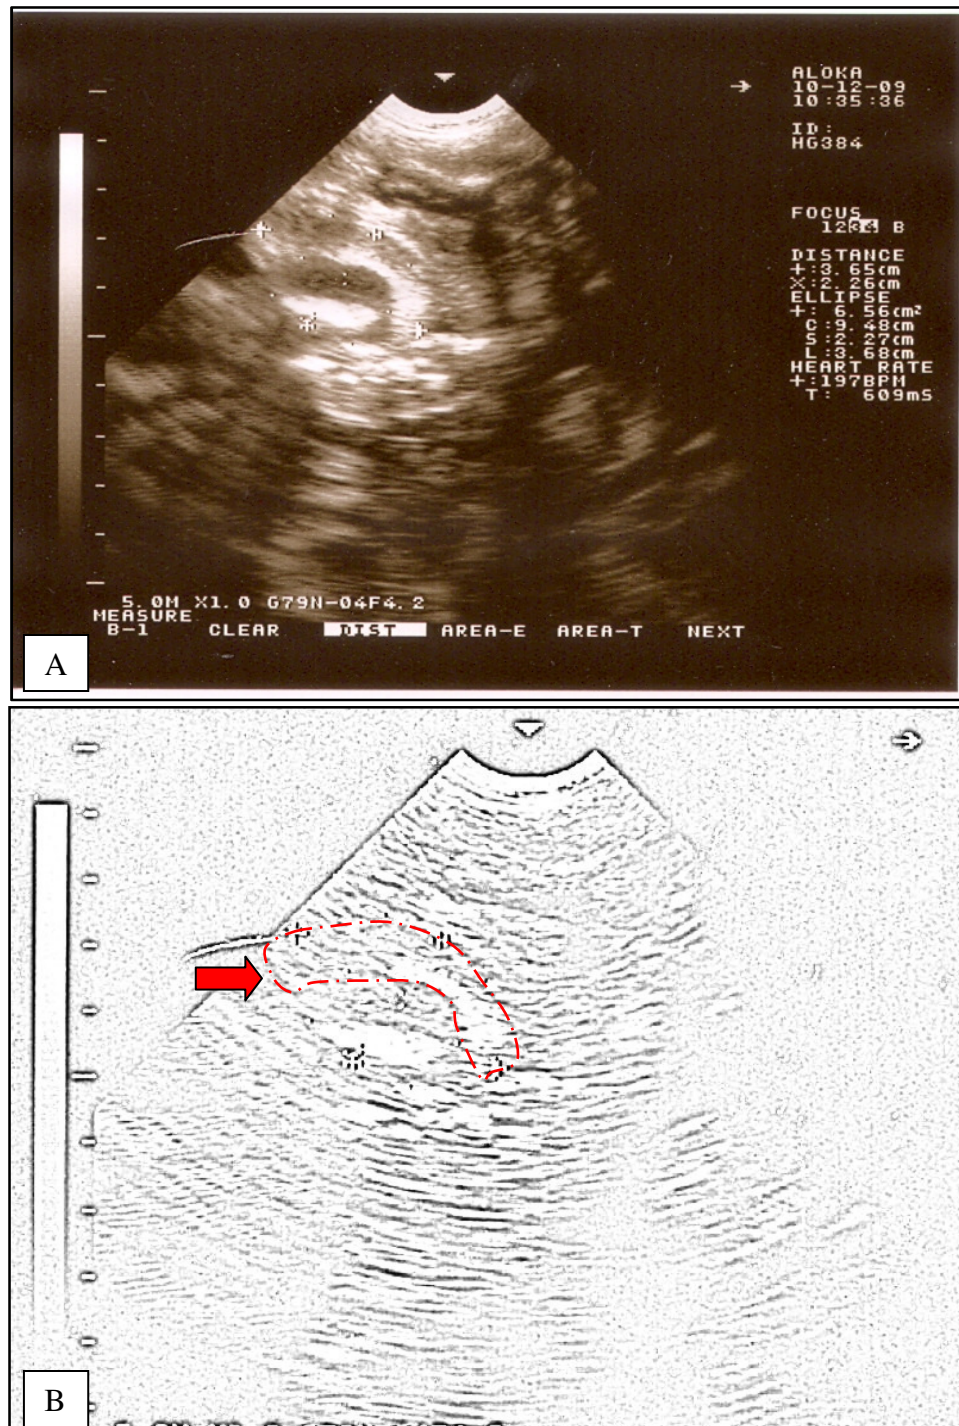 ALOKA
10-12-09
10:35:36
ID:
HG384
FOCUS
B
DISTANCE
+:3.65cm
X:2.26cm
ELLIPSE
+: 6.56cm²
C:9.48cm
S:2.27cm
L:3.68cm
HEART RATE
+:197BPM
T: 609mS
5.0M X1.0 G79N-04F4.2
MEASURE
B-1 CLEAR DIST AREA-E AREA-T NEXT
A
B